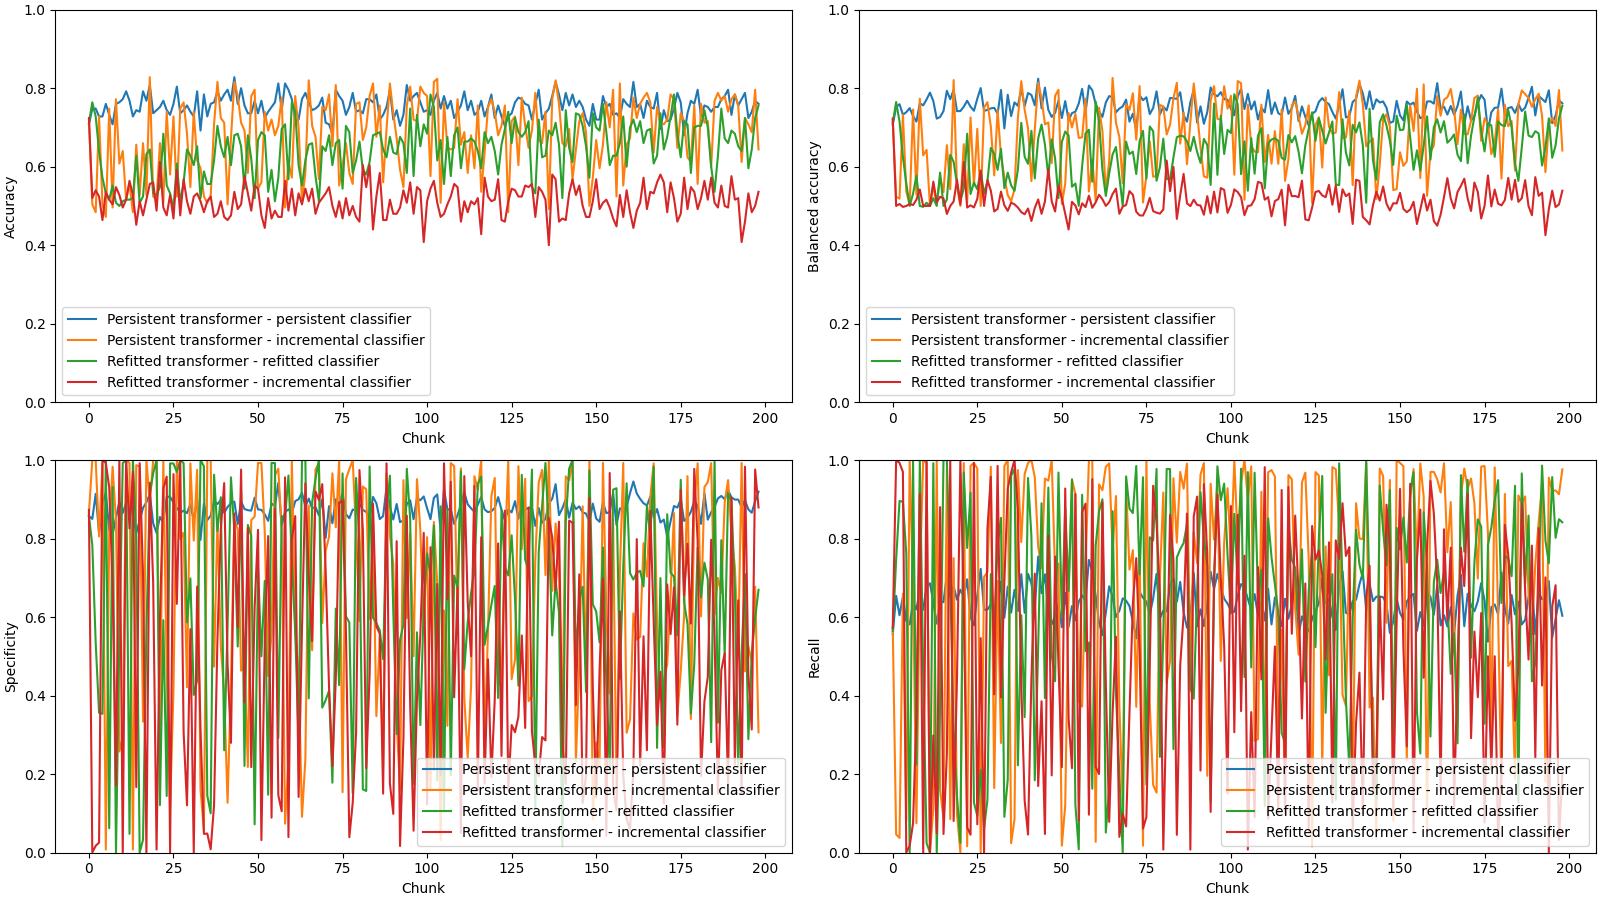 1.0
0.8
0.6
0.4
0.2
0.0
Accuracy
Persistent transformer - persistent classifier
Persistent transformer - incremental classifier
Refitted transformer - refitted classifier
Refitted transformer - incremental classifier
0 25 50 75 100 125 150 175 200
Chunk
1.0
0.8
0.6
0.4
0.2
0.0
Balanced accuracy
Persistent transformer - persistent classifier
Persistent transformer - incremental classifier
Refitted transformer - refitted classifier
Refitted transformer - incremental classifier
0 25 50 75 100 125 150 175 200
Chunk
1.0
0.8
0.6
0.4
0.2
0.0
Specificity
Persistent transformer - persistent classifier
Persistent transformer - incremental classifier
Refitted transformer - refitted classifier
Refitted transformer - incremental classifier
0 25 50 75 100 125 150 175 200
Chunk
1.0
0.8
0.6
0.4
0.2
0.0
Recall
Persistent transformer - persistent classifier
Persistent transformer - incremental classifier
Refitted transformer - refitted classifier
Refitted transformer - incremental classifier
0 25 50 75 100 125 150 175 200
Chunk